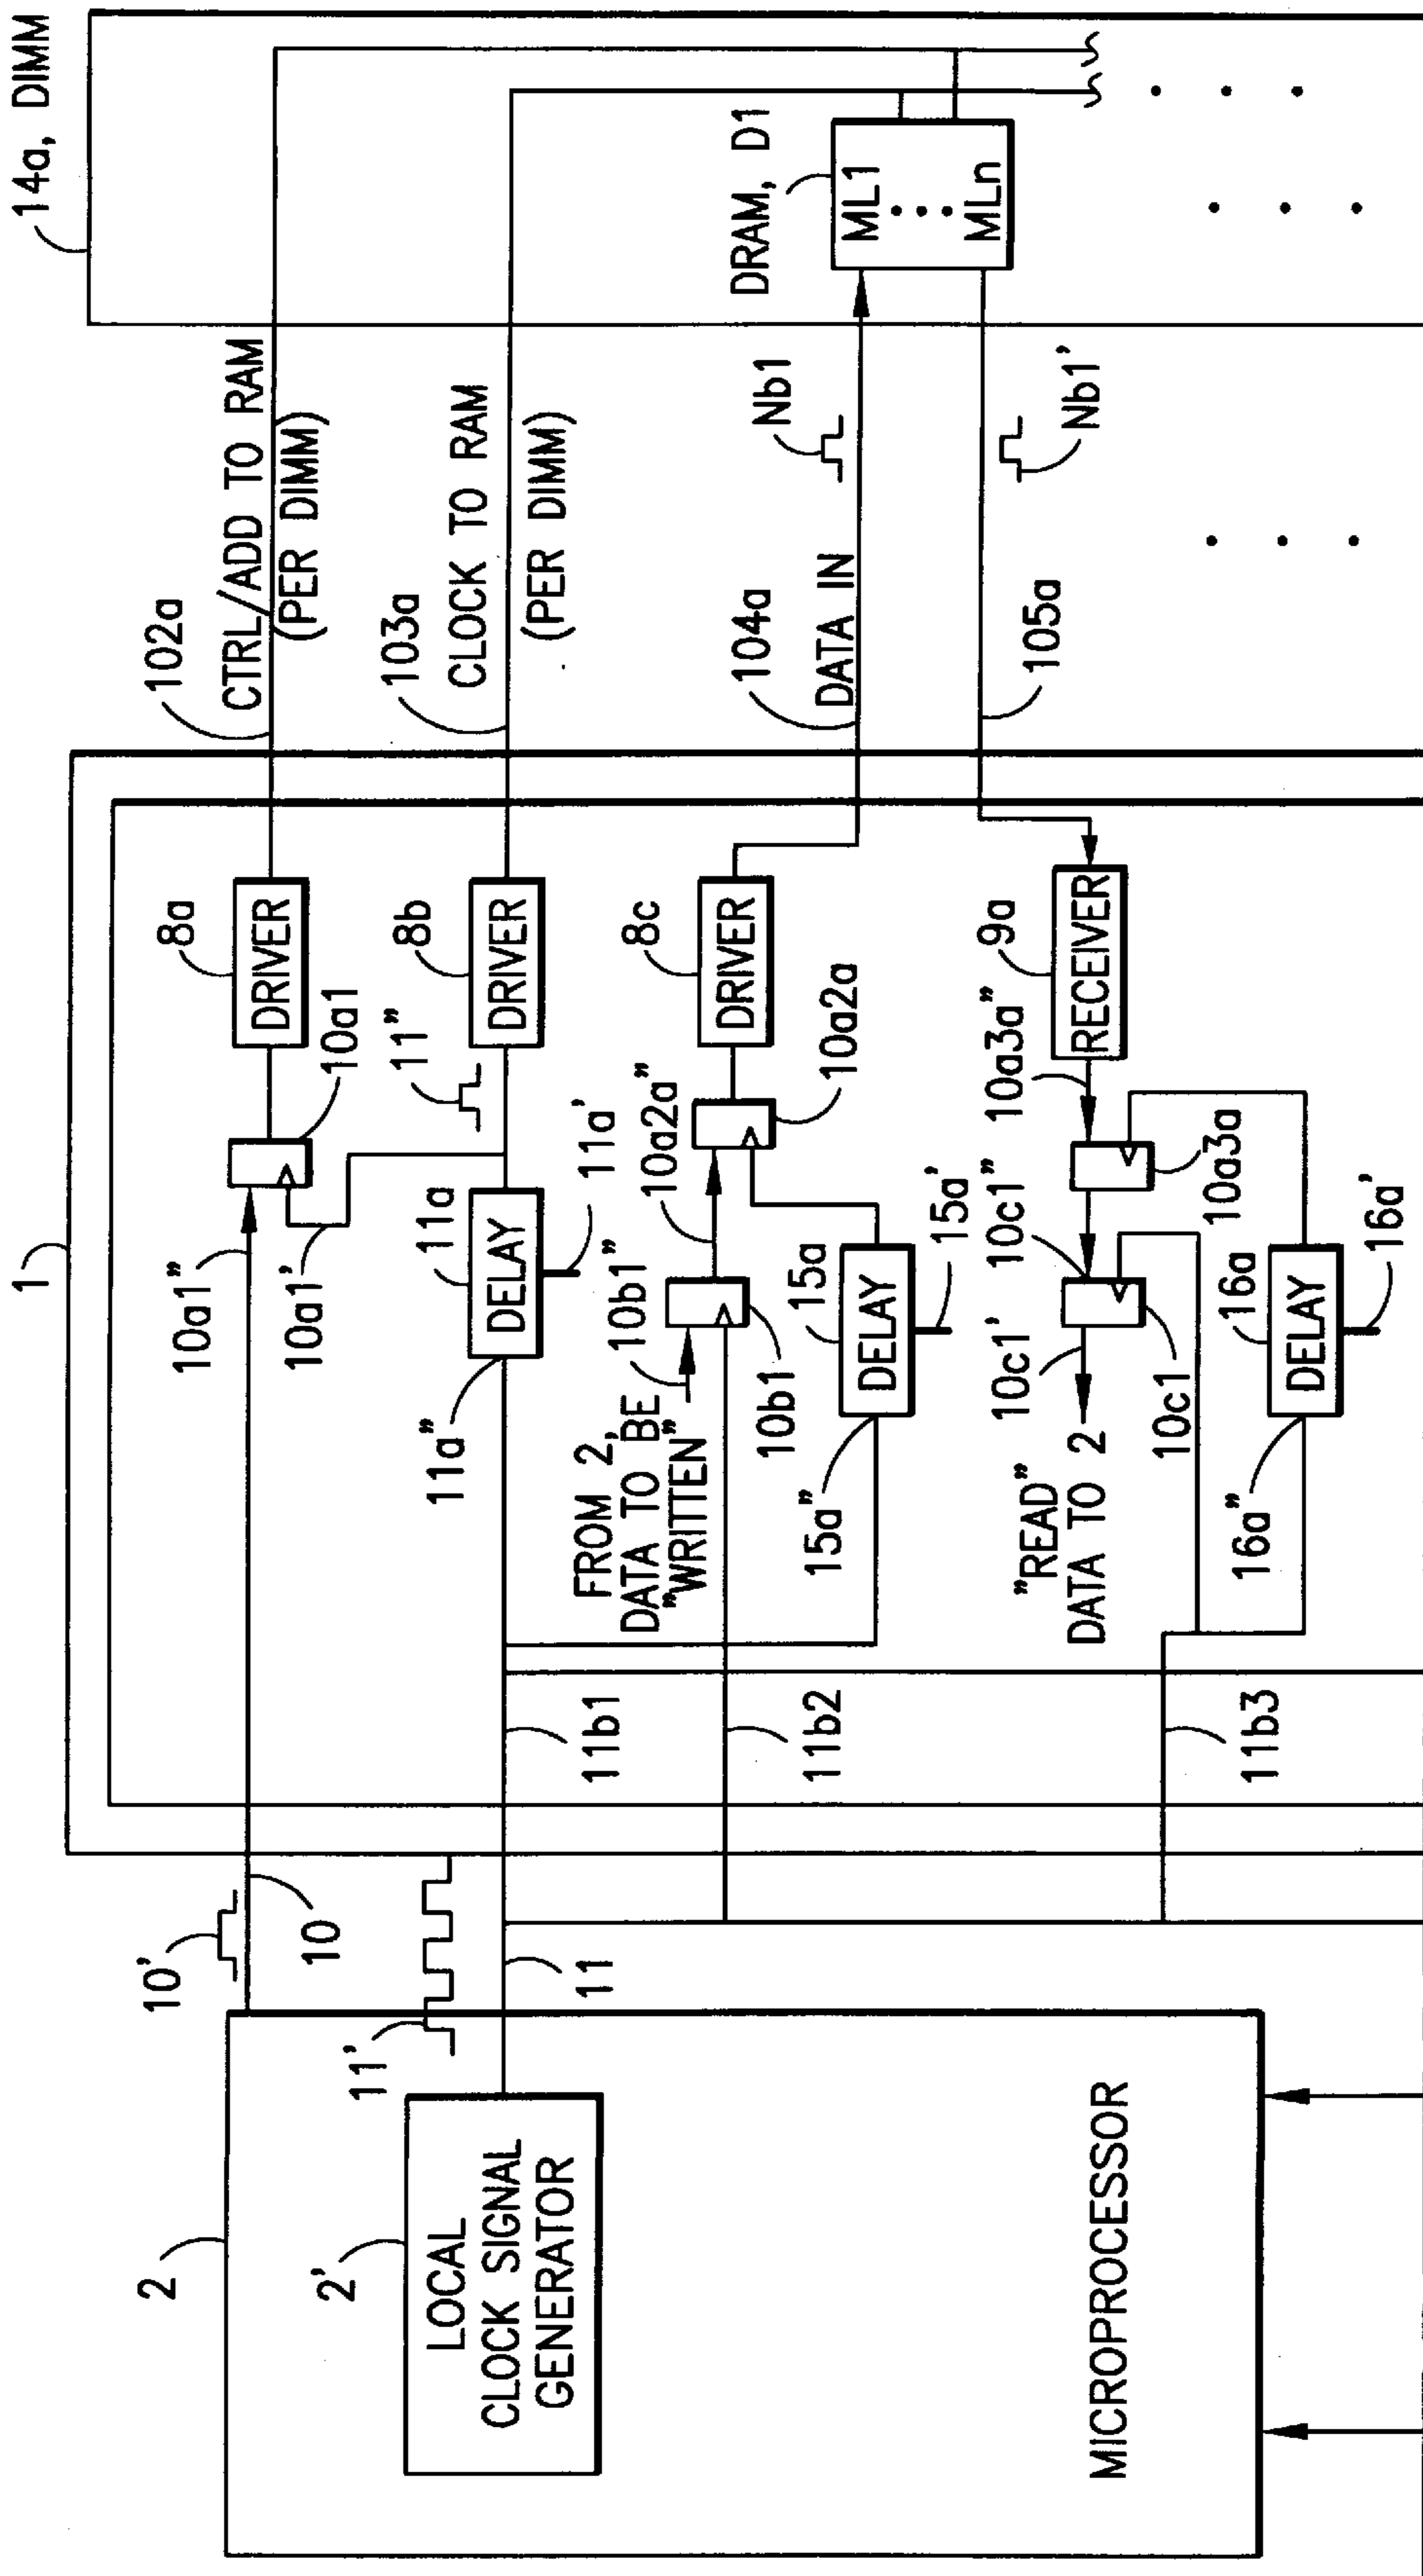 14a, DIMM
1
102a
CTRL/ADD TO RAM
(PER DIMM)
8a
DRIVER
10a1
10a1"
10a1'
10'
10
2
103a
CLOCK TO RAM
(PER DIMM)
8b
DRIVER
11"
11a
DELAY
11a'
11a"
11b1
11'
11
2'
LOCAL
CLOCK SIGNAL
GENERATOR
DRAM, D1
ML1
MLn
Nb1
104a
DATA IN
8c
DRIVER
10a2a"
10a2a
10b1"
FROM 2,
DATA TO BE
"WRITTEN"
10b1
15a
DELAY
15a'
15a"
11b2
Nb1'
105a
9a
RECEIVER
10a3a"
10a3a
10c1"
10c1'
10c1
"READ"
DATA TO 2
16a
DELAY
16a'
16a"
11b3
MICROPROCESSOR